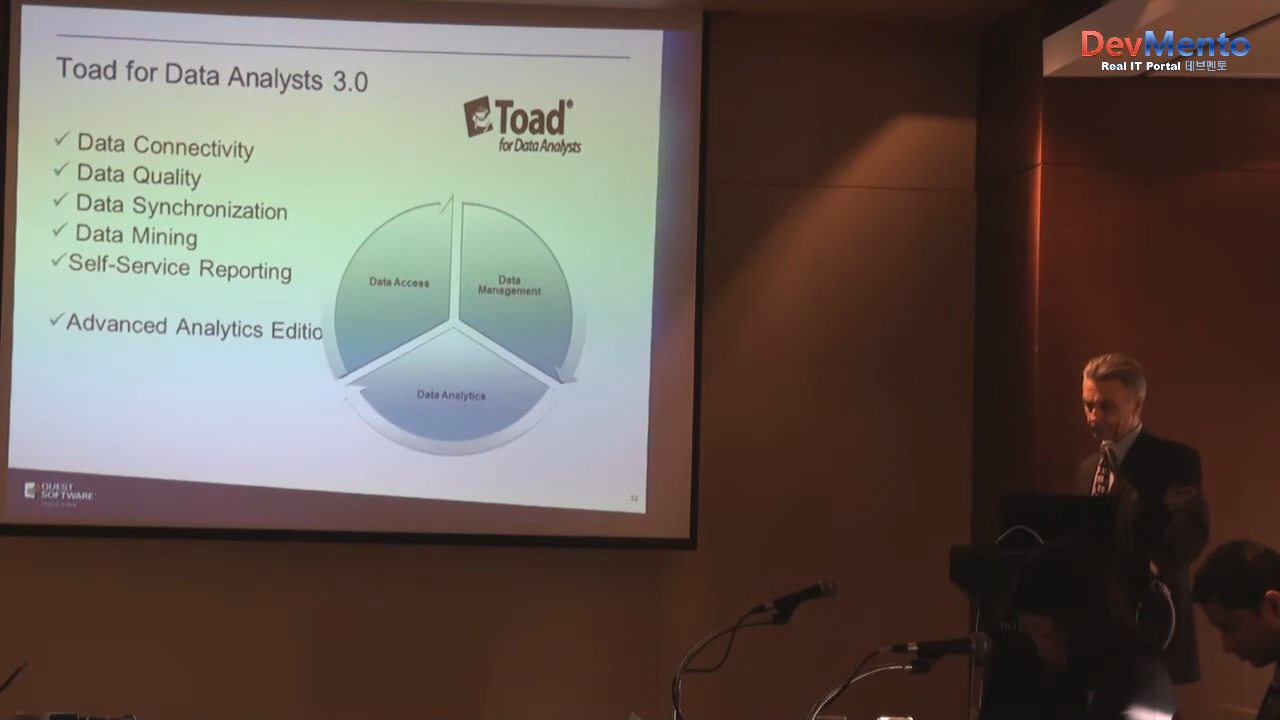 DevMento
Real IT Portal 데브멘토
Toad for Data Analysts 3.0
Toad®
for Data Analysts
✓ Data Connectivity
✓ Data Quality
✓ Data Synchronization
✓ Data Mining
✓ Self-Service Reporting
✓ Advanced Analytics Editio
Data Access
Data
Management
Data Analytics
QUEST
SOFTWARE
32